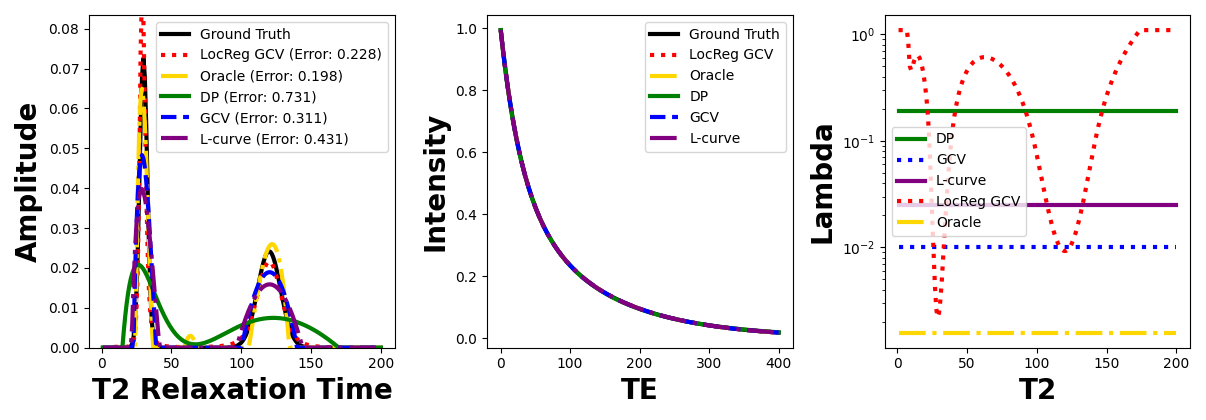 Amplitude
0.08
0.07
0.06
0.05
0.04
0.03
0.02
0.01
0.00
0 50 100 150 200
T2 Relaxation Time
Ground Truth
LocReg GCV (Error: 0.228)
Oracle (Error: 0.198)
DP (Error: 0.731)
GCV (Error: 0.311)
L-curve (Error: 0.431)
Intensity
1.0
0.8
0.6
0.4
0.2
0.0
0 100 200 300 400
TE
Ground Truth
LocReg GCV
Oracle
DP
GCV
L-curve
Lambda
10⁰
10⁻¹
10⁻²
0 50 100 150 200
T2
DP
GCV
L-curve
LocReg GCV
Oracle